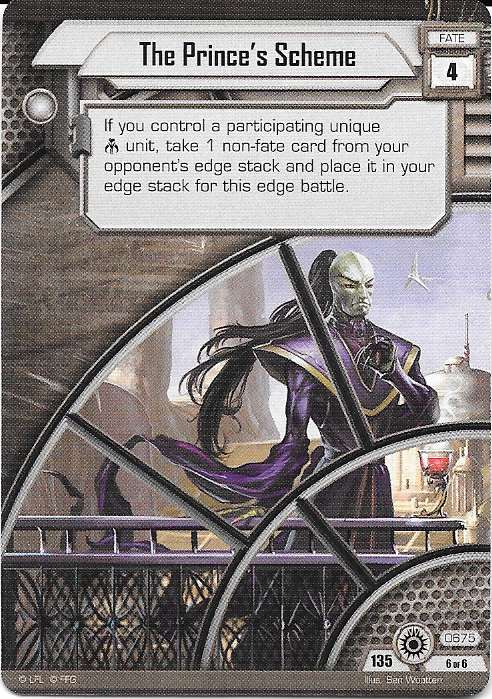 The Prince's Scheme
FATE
4
If you control a participating unique
unit, take 1 non-fate card from your
opponent's edge stack and place it in your
edge stack for this edge battle.
0675
135
6 of 6
© LFL © FFG
Illus. Ben Wootten